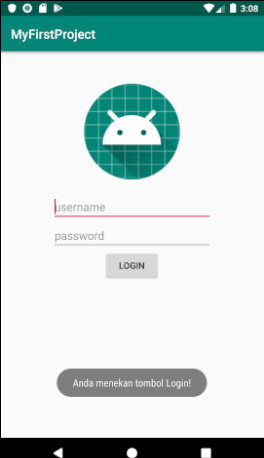 3:08
MyFirstProject
username
password
LOGIN
Anda menekan tombol Login!